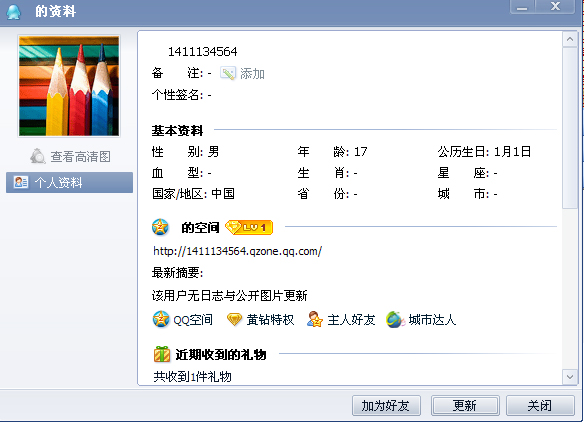 的资料
1411134564
备 注: - 添加
个性签名: -
查看高清图
个人资料
基本资料
性 别: 男 年 龄: 17 公历生日: 1月1日
血 型: - 生 肖: - 星 座: -
国家/地区: 中国 省 份: - 城 市: -
的空间 LV 1
http://1411134564.qzone.qq.com/
最新摘要:
该用户无日志与公开图片更新
QQ空间 黄钻特权 主人好友 城市达人
近期收到的礼物
共收到1件礼物
加为好友 更新 关闭